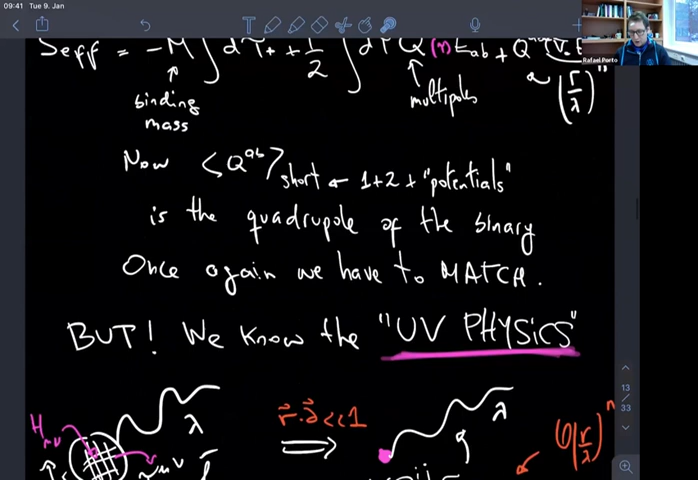 09:41 Tue 9. Jan
Rafael Porto
Seff = -M∫dτ + 1/2 ∫dτ Q Eab + Q
binding mass
multipoles
~ (r/λ)^n
Now <Q^ab>short ← 1+2+"potentials"
is the quadrupole of the binary
Once again we have to MATCH.
BUT! We know the "UV PHYSICS"
λ
r⃗.∂⃗<<1
⇒
λ
(r/λ)^n
Hμν
13
/
33